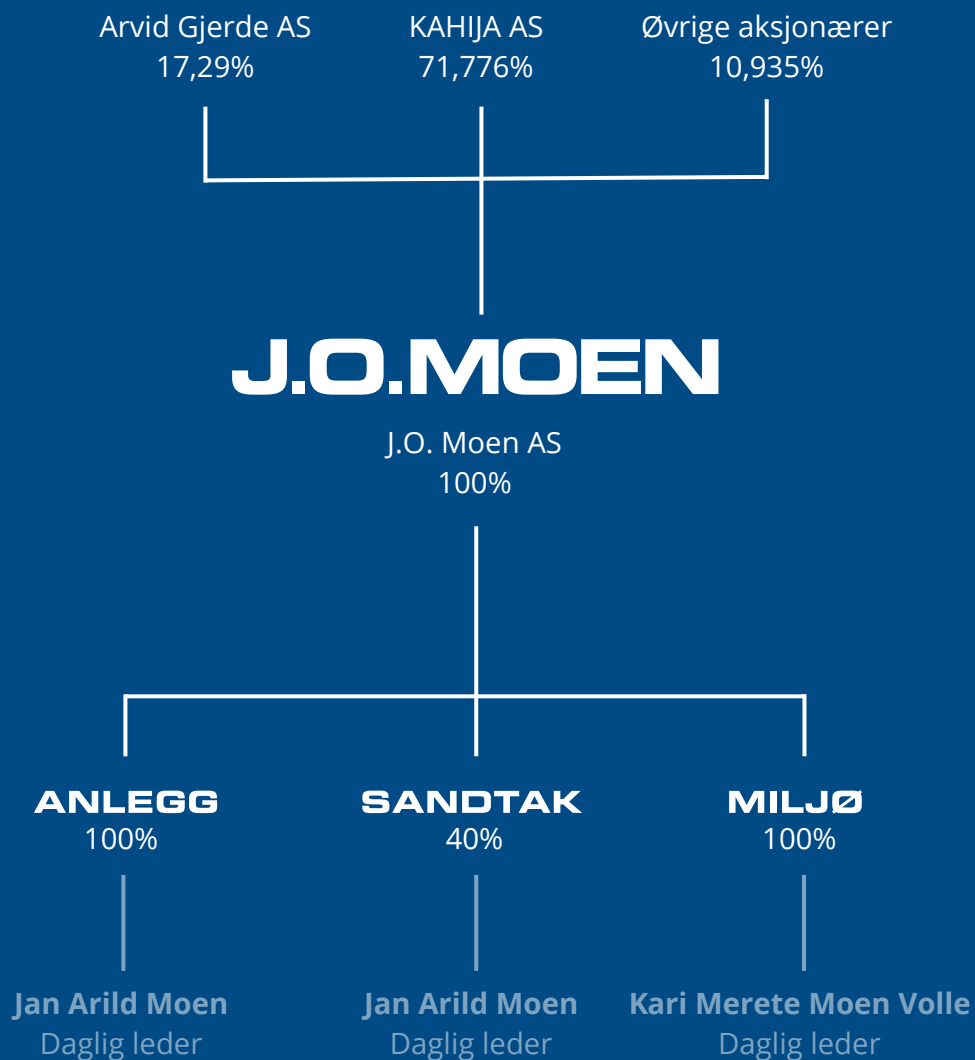 Arvid Gjerde AS
17,29%
KAHIJA AS
71,776%
Øvrige aksjonærer
10,935%
J.O.MOEN
J.O. Moen AS
100%
ANLEGG
100%
SANDTAK
40%
MILJØ
100%
Jan Arild Moen
Daglig leder
Jan Arild Moen
Daglig leder
Kari Merete Moen Volle
Daglig leder